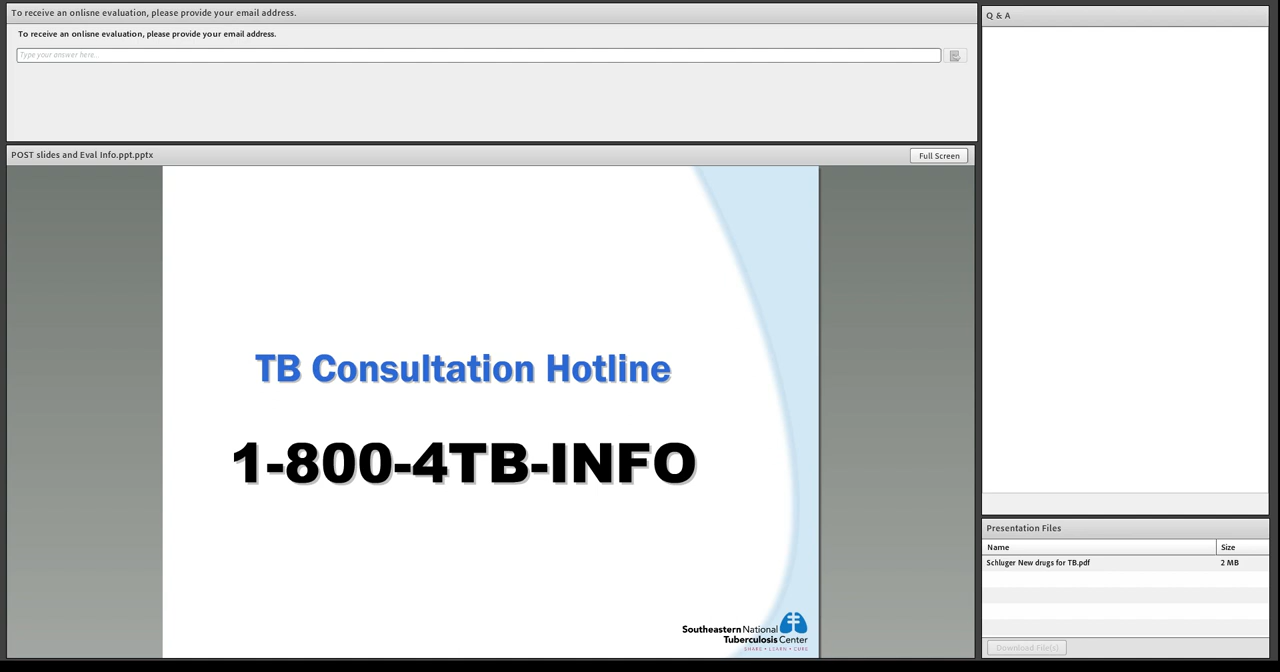 To receive an onlisne evaluation, please provide your email address.
To receive an onlisne evaluation, please provide your email address.
Type your answer here...
Q & A
POST slides and Eval Info.ppt.pptx
Full Screen
TB Consultation Hotline
1-800-4TB-INFO
Southeastern National
Tuberculosis Center
SHARE • LEARN • CURE
Presentation Files
Name Size
Schluger New drugs for TB.pdf 2 MB
Download File(s)